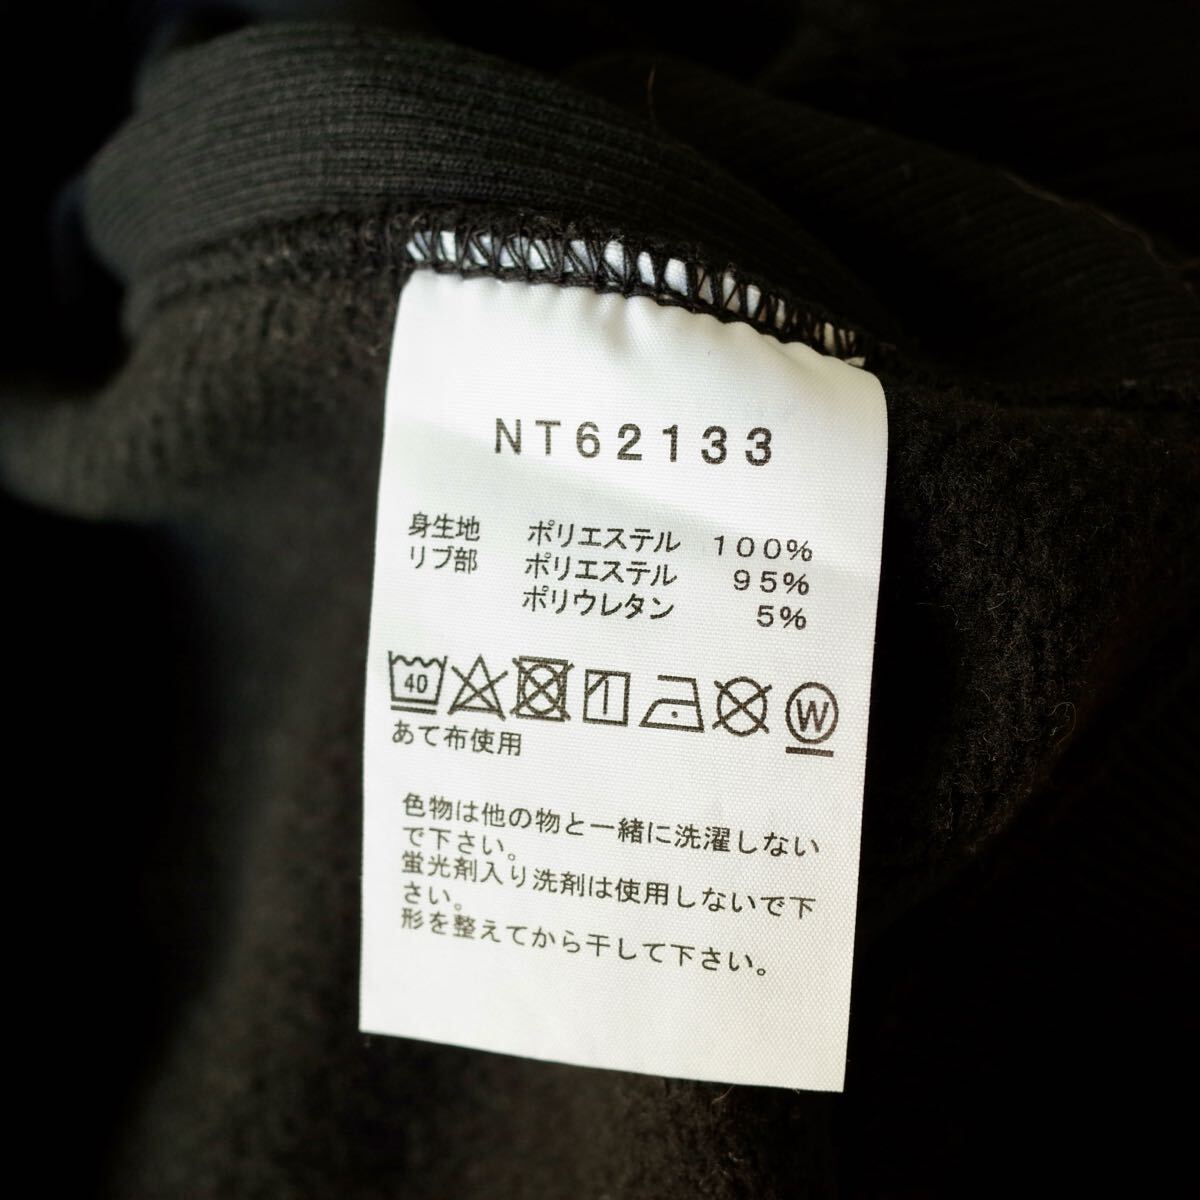 NT62133
身生地 ポリエステル 100%
リブ部 ポリエステル 95%
ポリウレタン 5%
40 W
あて布使用
色物は他の物と一緒に洗濯しない
で下さい。
蛍光剤入り洗剤は使用しないで下
さい。
形を整えてから干して下さい。